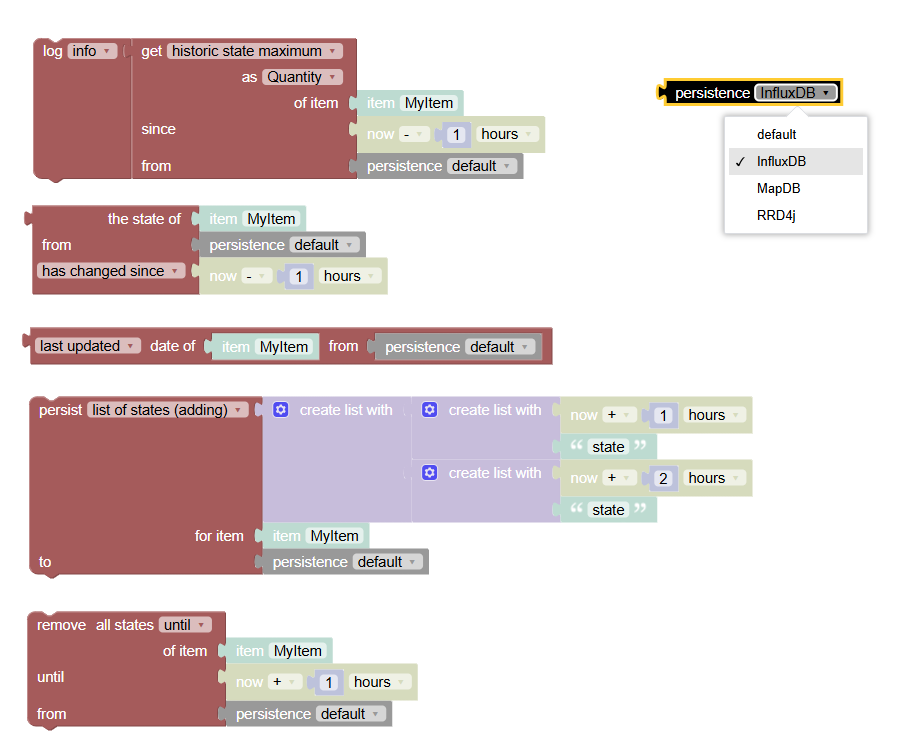 log info get historic state maximum
as Quantity
of item item MyItem
since now - 1 hours
from persistence default
persistence InfluxDB
default
✓ InfluxDB
MapDB
RRD4j
the state of item MyItem
from persistence default
has changed since now - 1 hours
last updated date of item MyItem from persistence default
persist list of states (adding) create list with create list with now + 1 hours
“ state ”
create list with now + 2 hours
“ state ”
for item item MyItem
to persistence default
remove all states until
of item item MyItem
until now + 1 hours
from persistence default